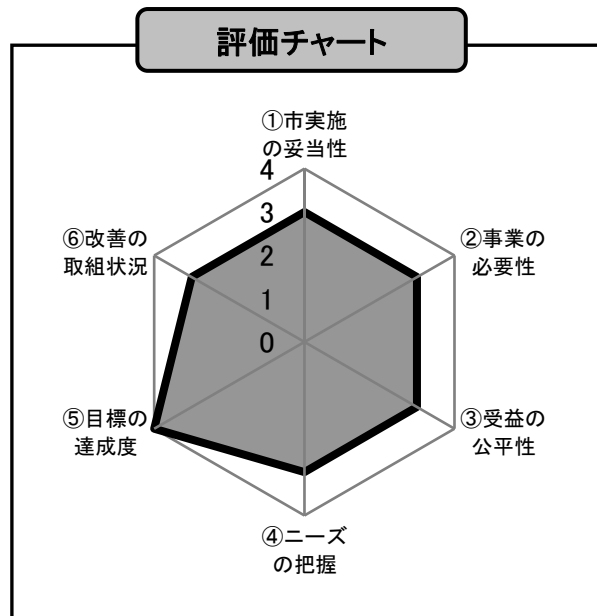 評価チャート
①市実施
の妥当性
4
3
2
1
0
②事業の
必要性
③受益の
公平性
④ニーズ
の把握
⑤目標の
達成度
⑥改善の
取組状況